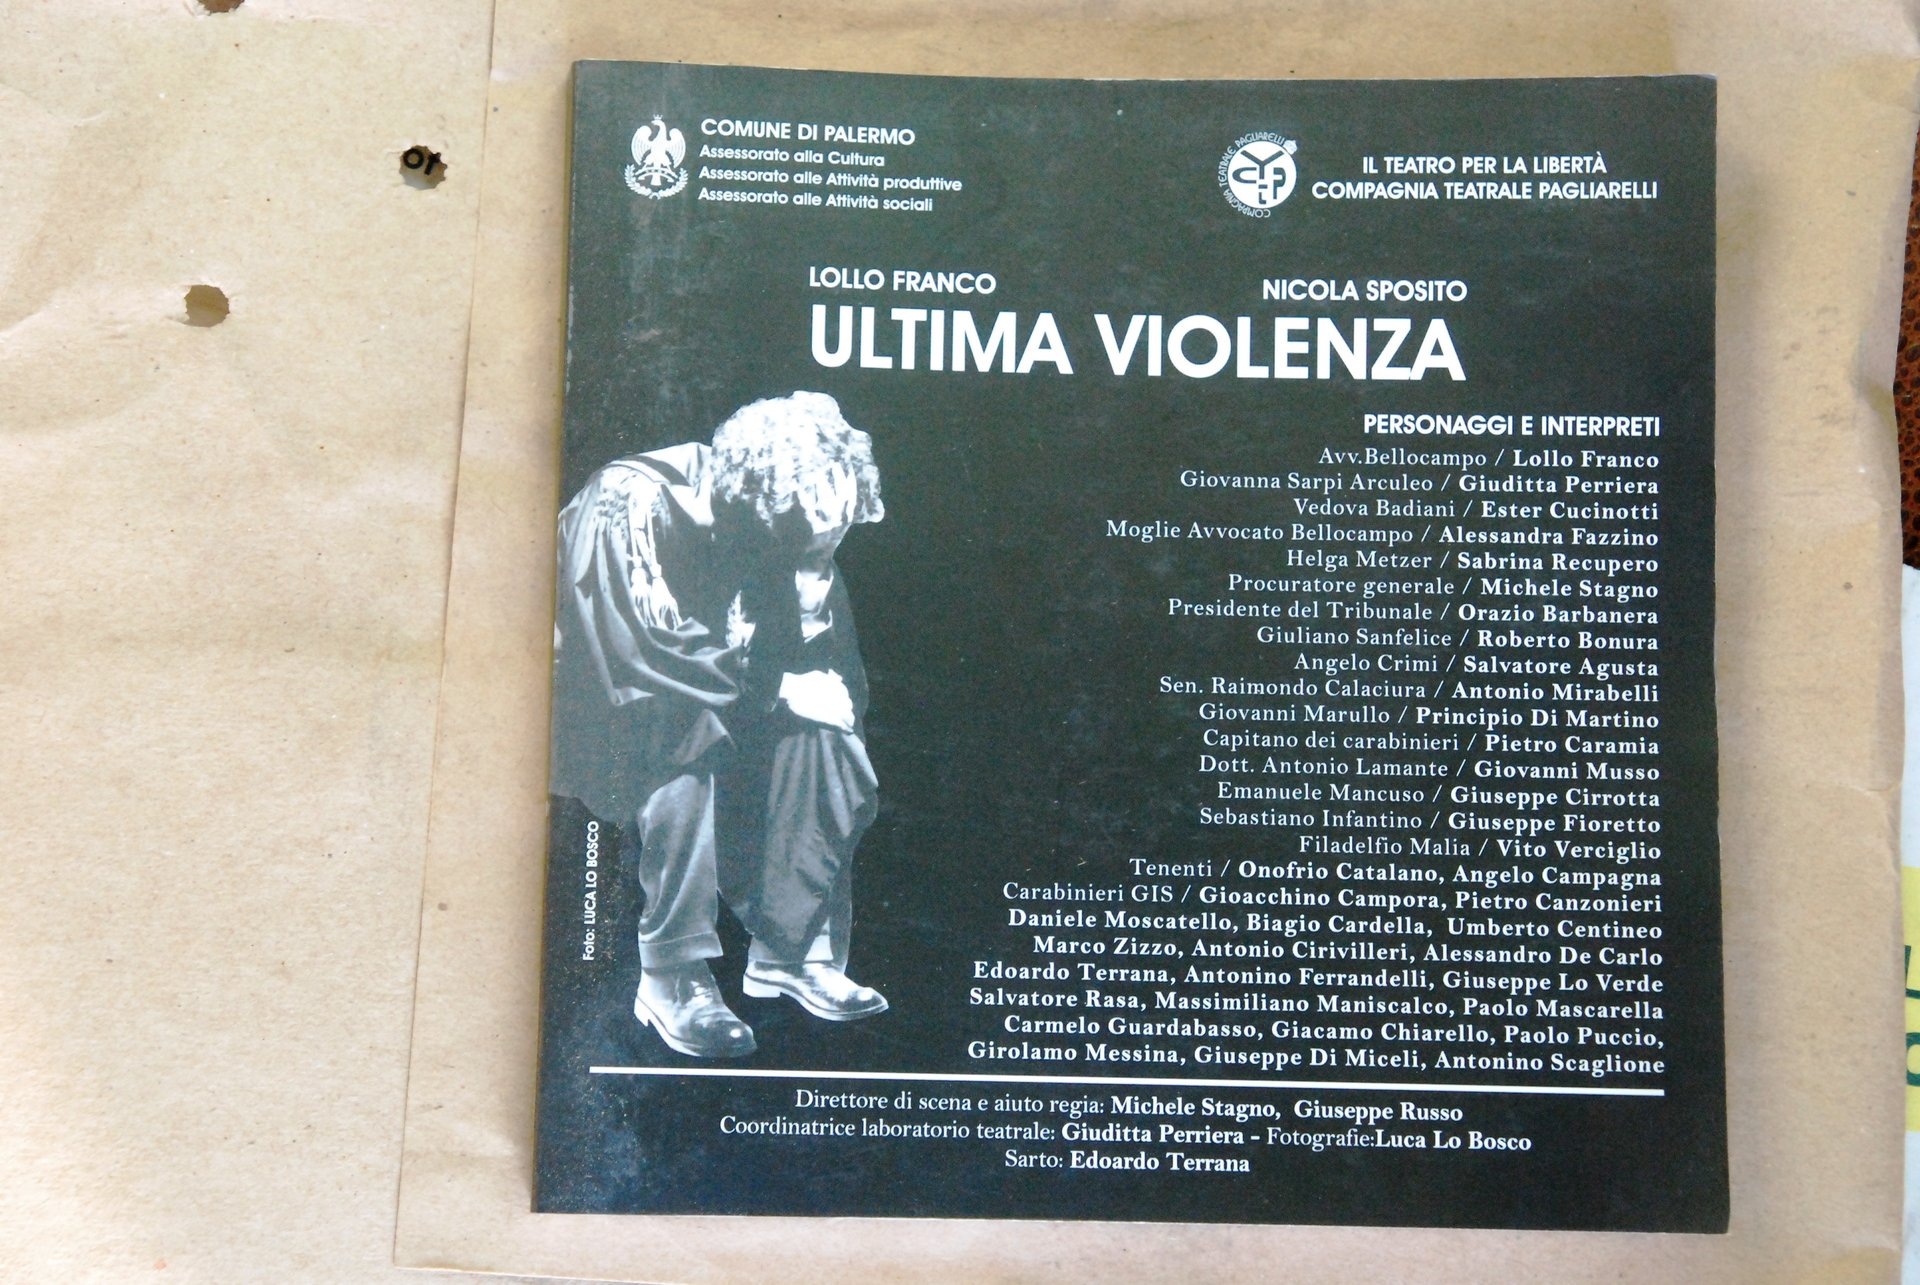 COMUNE DI PALERMO
Assessorato alla Cultura
Assessorato alle Attività produttive
Assessorato alle Attività sociali
COMPAGNIA TEATRALE PAGLIARELLI
IL TEATRO PER LA LIBERTÀ
COMPAGNIA TEATRALE PAGLIARELLI
LOLLO FRANCO
NICOLA SPOSITO
ULTIMA VIOLENZA
PERSONAGGI E INTERPRETI
Avv.Bellocampo / Lollo Franco
Giovanna Sarpi Arculeo / Giuditta Perriera
Vedova Badiani / Ester Cucinotti
Moglie Avvocato Bellocampo / Alessandra Fazzino
Helga Metzer / Sabrina Recupero
Procuratore generale / Michele Stagno
Presidente del Tribunale / Orazio Barbanera
Giuliano Sanfelice / Roberto Bonura
Angelo Crimi / Salvatore Agusta
Sen. Raimondo Calaciura / Antonio Mirabelli
Giovanni Marullo / Principio Di Martino
Capitano dei carabinieri / Pietro Caramia
Dott. Antonio Lamante / Giovanni Musso
Emanuele Mancuso / Giuseppe Cirrotta
Sebastiano Infantino / Giuseppe Fioretto
Filadelfio Malia / Vito Verciglio
Tenenti / Onofrio Catalano, Angelo Campagna
Carabinieri GIS / Gioacchino Campora, Pietro Canzonieri
Daniele Moscatello, Biagio Cardella, Umberto Centineo
Marco Zizzo, Antonio Cirivilleri, Alessandro De Carlo
Edoardo Terrana, Antonino Ferrandelli, Giuseppe Lo Verde
Salvatore Rasa, Massimiliano Maniscalco, Paolo Mascarella
Carmelo Guardabasso, Giacamo Chiarello, Paolo Puccio,
Girolamo Messina, Giuseppe Di Miceli, Antonino Scaglione
Foto: LUCA LO BOSCO
Direttore di scena e aiuto regia: Michele Stagno, Giuseppe Russo
Coordinatrice laboratorio teatrale: Giuditta Perriera - Fotografie:Luca Lo Bosco
Sarto: Edoardo Terrana